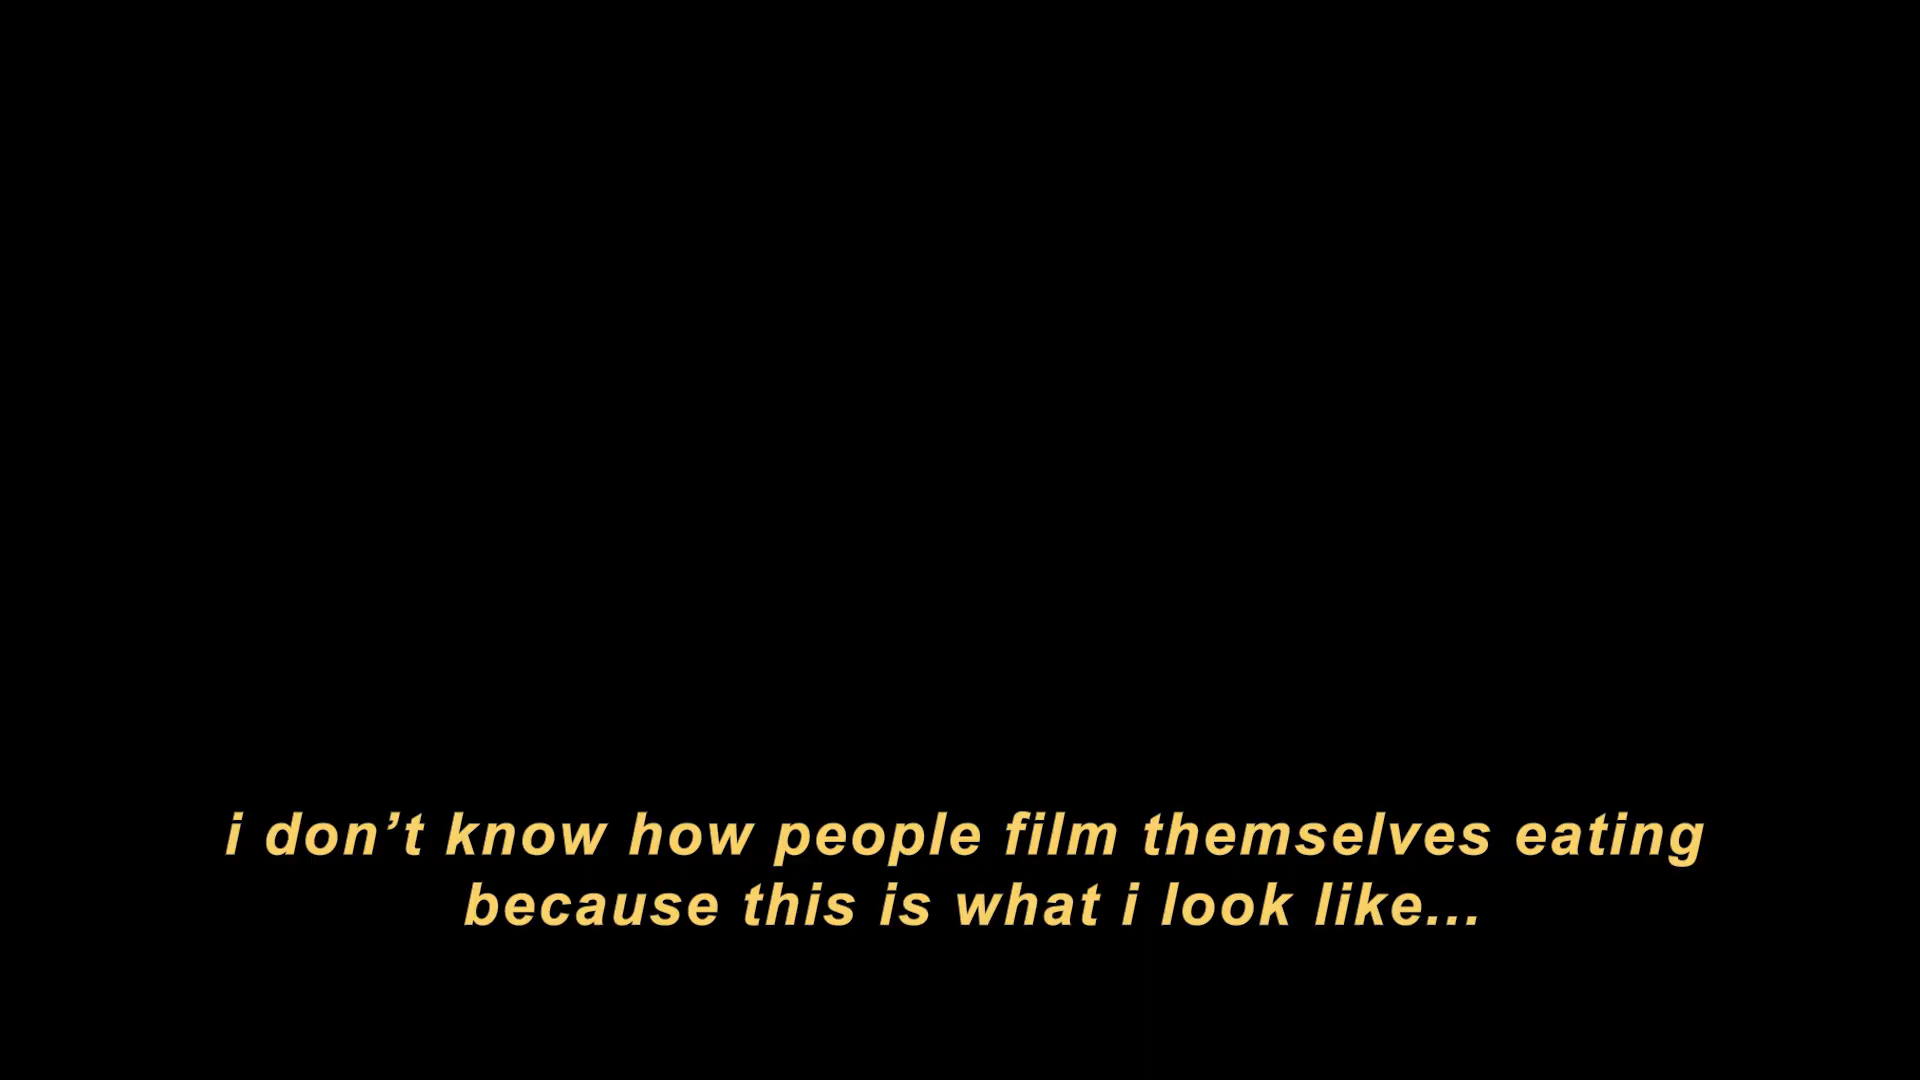 i don’t know how people film themselves eating
because this is what i look like...